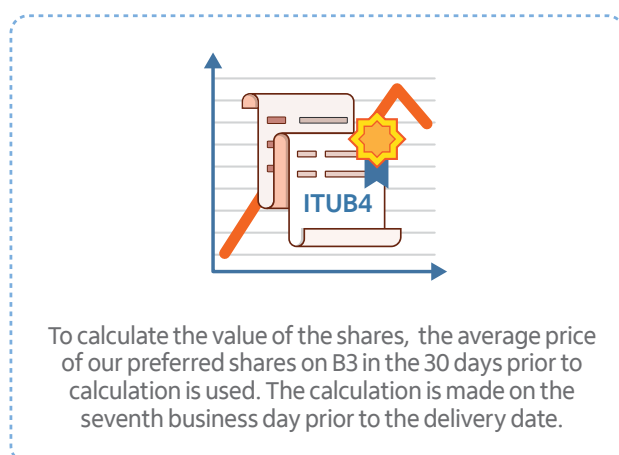 ITUB4
To calculate the value of the shares,  the average price
of our preferred shares on B3 in the 30 days prior to
calculation is used. The calculation is made on the
seventh business day prior to the delivery date.